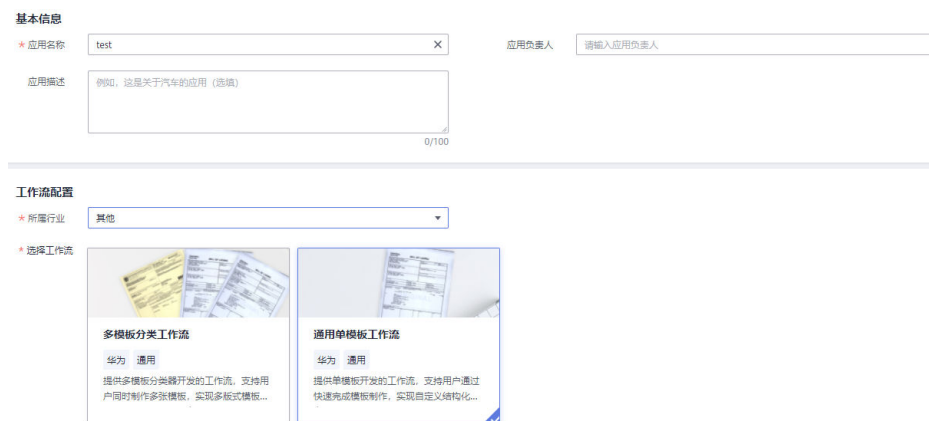 基本信息
* 应用名称 test × 应用负责人 请输入应用负责人
应用描述 例如，这是关于汽车的应用（选填）
0/100
工作流配置
* 所属行业 其他
* 选择工作流
多模板分类工作流 通用单模板工作流
华为 通用 华为 通用
提供多模板分类器开发的工作流，支持用 提供单模板开发的工作流，支持用户通过
户同时制作多张模板，实现多版式模板... 快速完成模板制作，实现自定义结构化...